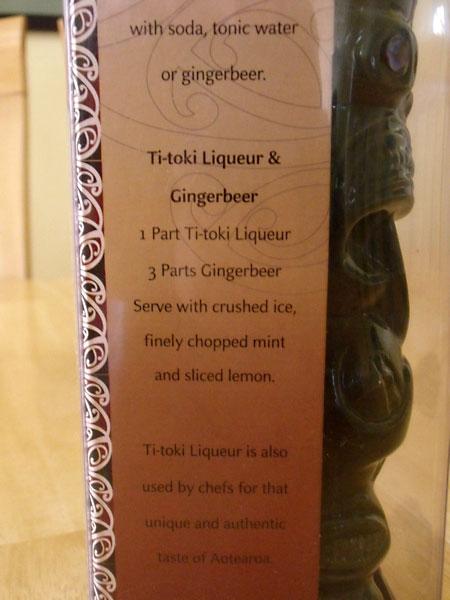 with soda, tonic water
or gingerbeer.
Ti-toki Liqueur &
Gingerbeer
1 Part Ti-toki Liqueur
3 Parts Gingerbeer
Serve with crushed ice,
finely chopped mint
and sliced lemon.
Ti-toki Liqueur is also
used by chefs for that
unique and authentic
taste of Aotearoa.